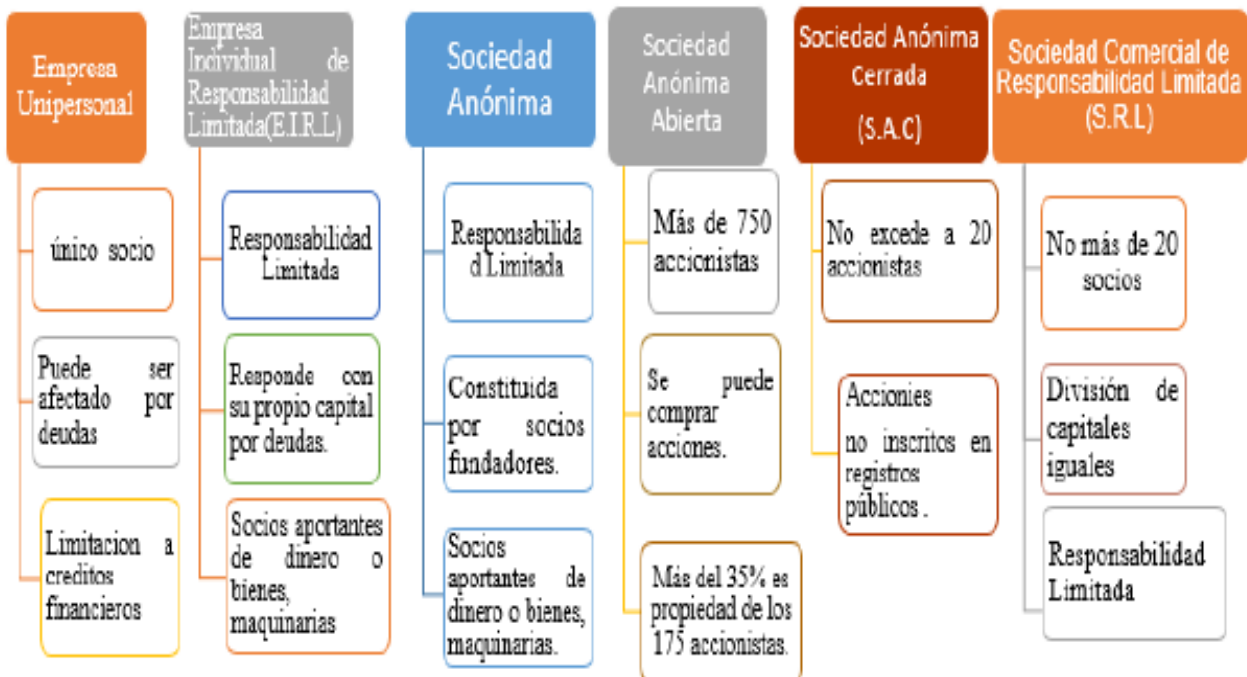 Empresa
Unipersonal
único socio
Puede ser
afectado por
deudas
Limitacion a
creditos
financieros
Empresa
Individual de
Responsabilidad
Limitada(E.I.R.L)
Responsabilidad
Limitada
Responde con
su propio capital
por deudas.
Socios aportantes
de dinero o
bienes,
maquinarias
Sociedad
Anónima
Responsabilida
d Limitada
Constituida
por socios
fundadores.
Socios
aportantes de
dinero o bienes,
maquinarias.
Sociedad
Anónima
Abierta
Más de 750
accionistas
Se puede
comprar
acciones.
Más del 35% es
propiedad de los
175 accionistas.
Sociedad Anónima
Cerrada
(S.A.C)
No excede a 20
accionistas
Accionies
no inscritos en
registros
públicos .
Sociedad Comercial de
Responsabilidad Limitada
(S.R.L)
No más de 20
socios
División de
capitales
iguales
Responsabilidad
Limitada